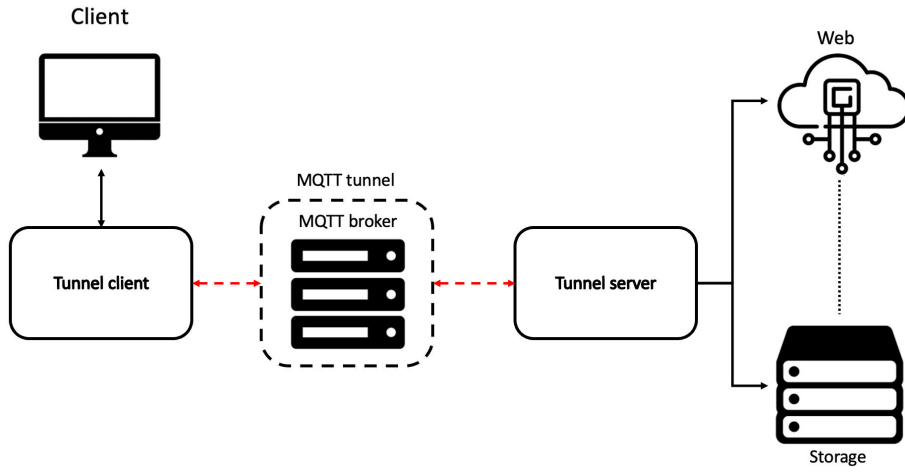 Client
Web
MQTT tunnel
MQTT broker
Tunnel client
Tunnel server
Storage